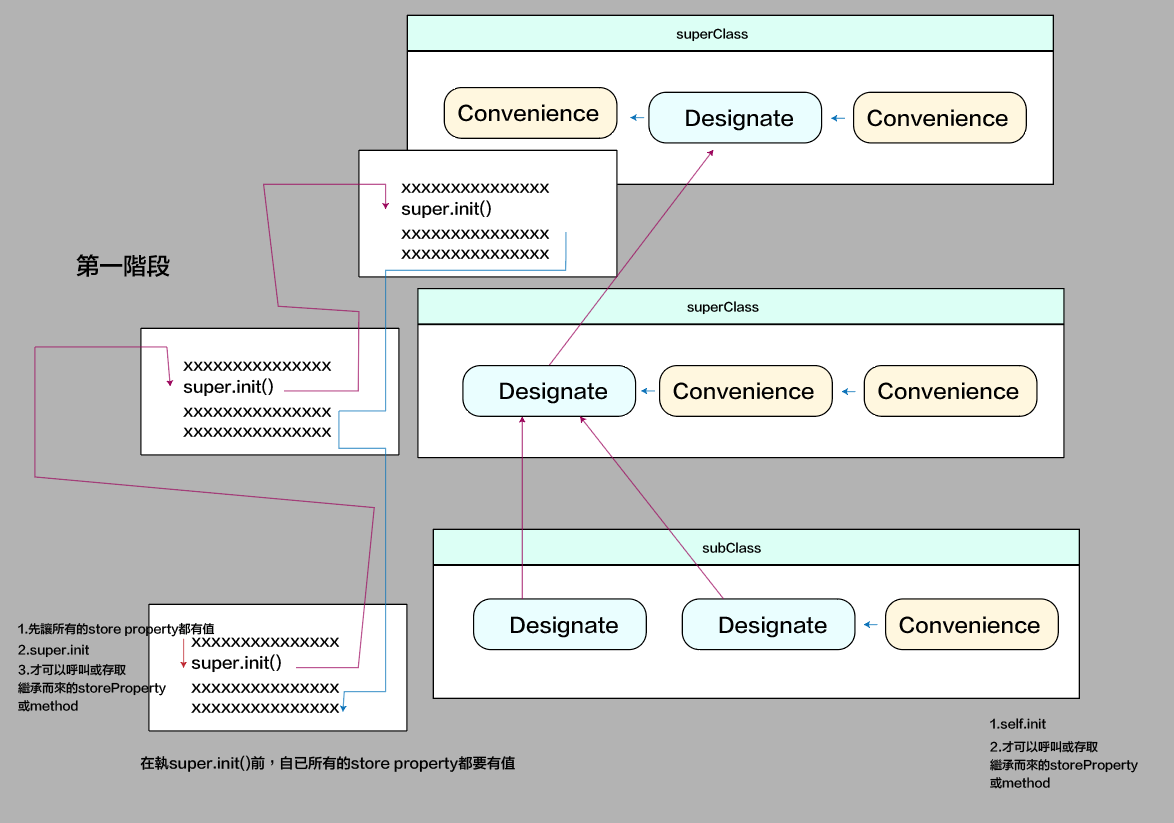 superClass
Convenience
Designate
Convenience
xxxxxxxxxxxxxxx
super.init()
xxxxxxxxxxxxxxx
xxxxxxxxxxxxxxx
第一階段
superClass
xxxxxxxxxxxxxxx
super.init()
xxxxxxxxxxxxxxx
xxxxxxxxxxxxxxx
Designate
Convenience
Convenience
subClass
Designate
Designate
Convenience
1.先讓所有的store property都有值
2.super.init
3.才可以呼叫或存取
繼承而來的storeProperty
或method
xxxxxxxxxxxxxxx
super.init()
xxxxxxxxxxxxxxx
xxxxxxxxxxxxxxx
在執super.init()前，自已所有的store property都要有值
1.self.init
2.才可以呼叫或存取
繼承而來的storeProperty
或method